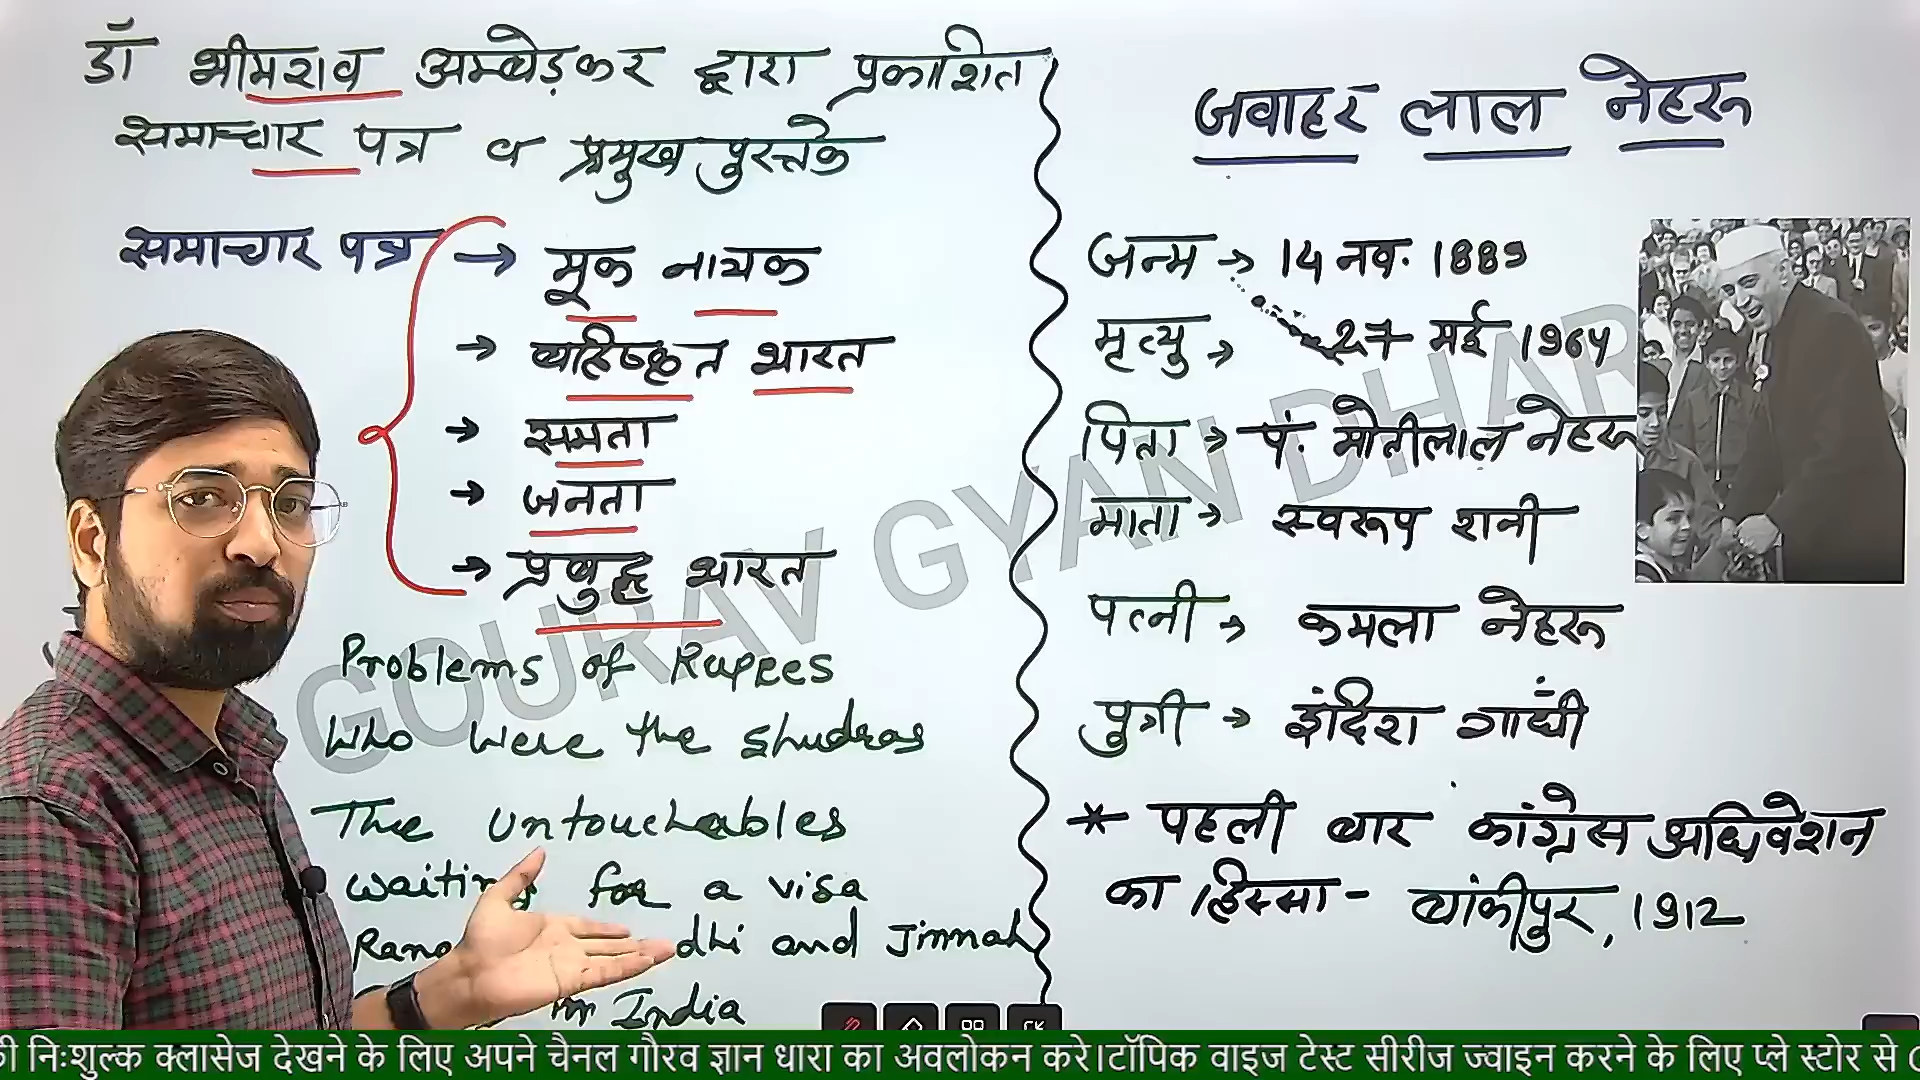 डॉ भीमराव अम्बेड़कर द्वारा प्रकाशित
समाचार पत्र व प्रमुख पुस्तके
समाचार पत्र → मूक नायक
→ बहिष्कृत भारत
→ समता
→ जनता
→ प्रबुद्ध भारत
Problems of Rupees
Who Were the Shudras
The Untouchables
waiting for a visa
and Jinnah
in India
जवाहर लाल नेहरू
जन्म → 14 नव. 1889
मृत्यु → 27 मई 1964
पिता → पं. मोतीलाल नेहरू
माता → स्वरूप रानी
पत्नी → कमला नेहरू
पुत्री → इंदिरा गांधी
* पहली बार कांग्रेस अधिवेशन
का हिस्सा - बांकीपुर, 1912
GOURAV GYAN DHAR
की निःशुल्क क्लासेज देखने के लिए अपने चैनल गौरव ज्ञान धारा का अवलोकन करे।टॉपिक वाइज टेस्ट सीरीज ज्वाइन करने के लिए प्ले स्टोर से